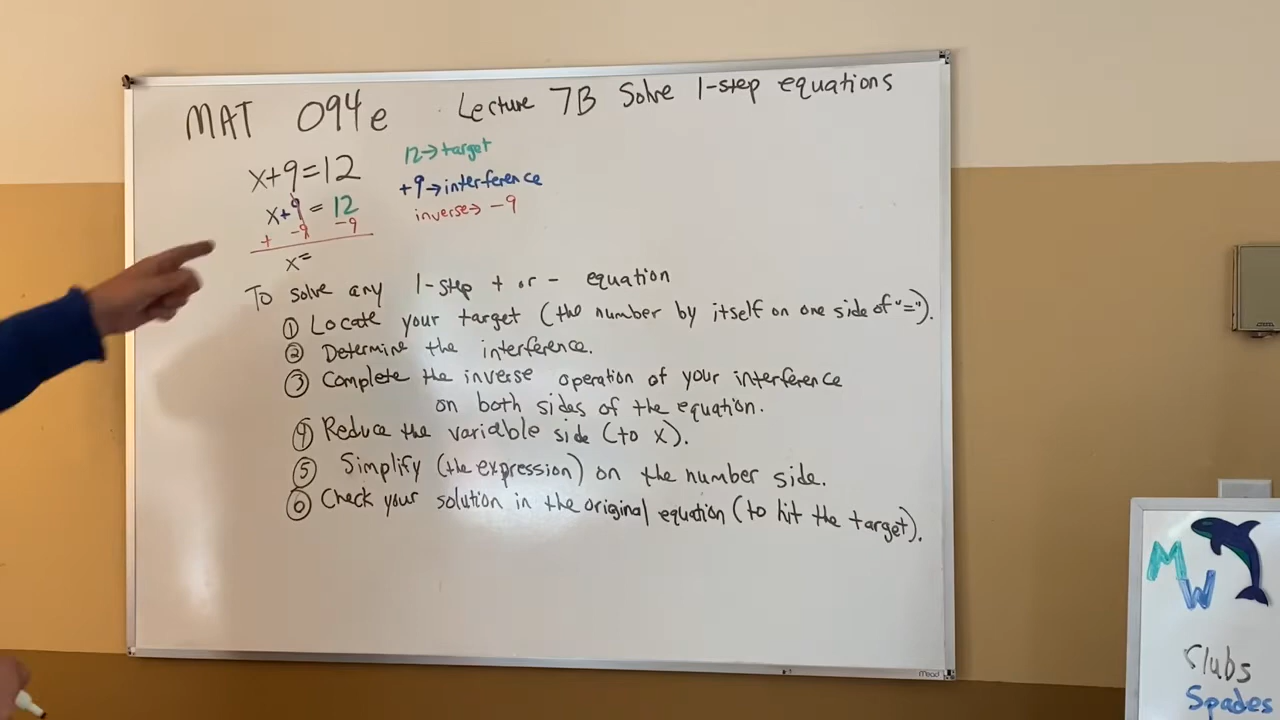 MAT 094e Lecture 7B Solve 1-step equations
x+9=12
12→target
x+9 = 12
+9→interference
+ -9 -9
inverse→ -9
x=
To solve any 1-step + or - equation
① Locate your target (the number by itself on one side of "=").
② Determine the interference.
③ Complete the inverse operation of your interference
on both sides of the equation.
④ Reduce the variable side (to x).
⑤ Simplify (the expression) on the number side.
⑥ Check your solution in the original equation (to hit the target).
Mead
MW
Clubs
Spades